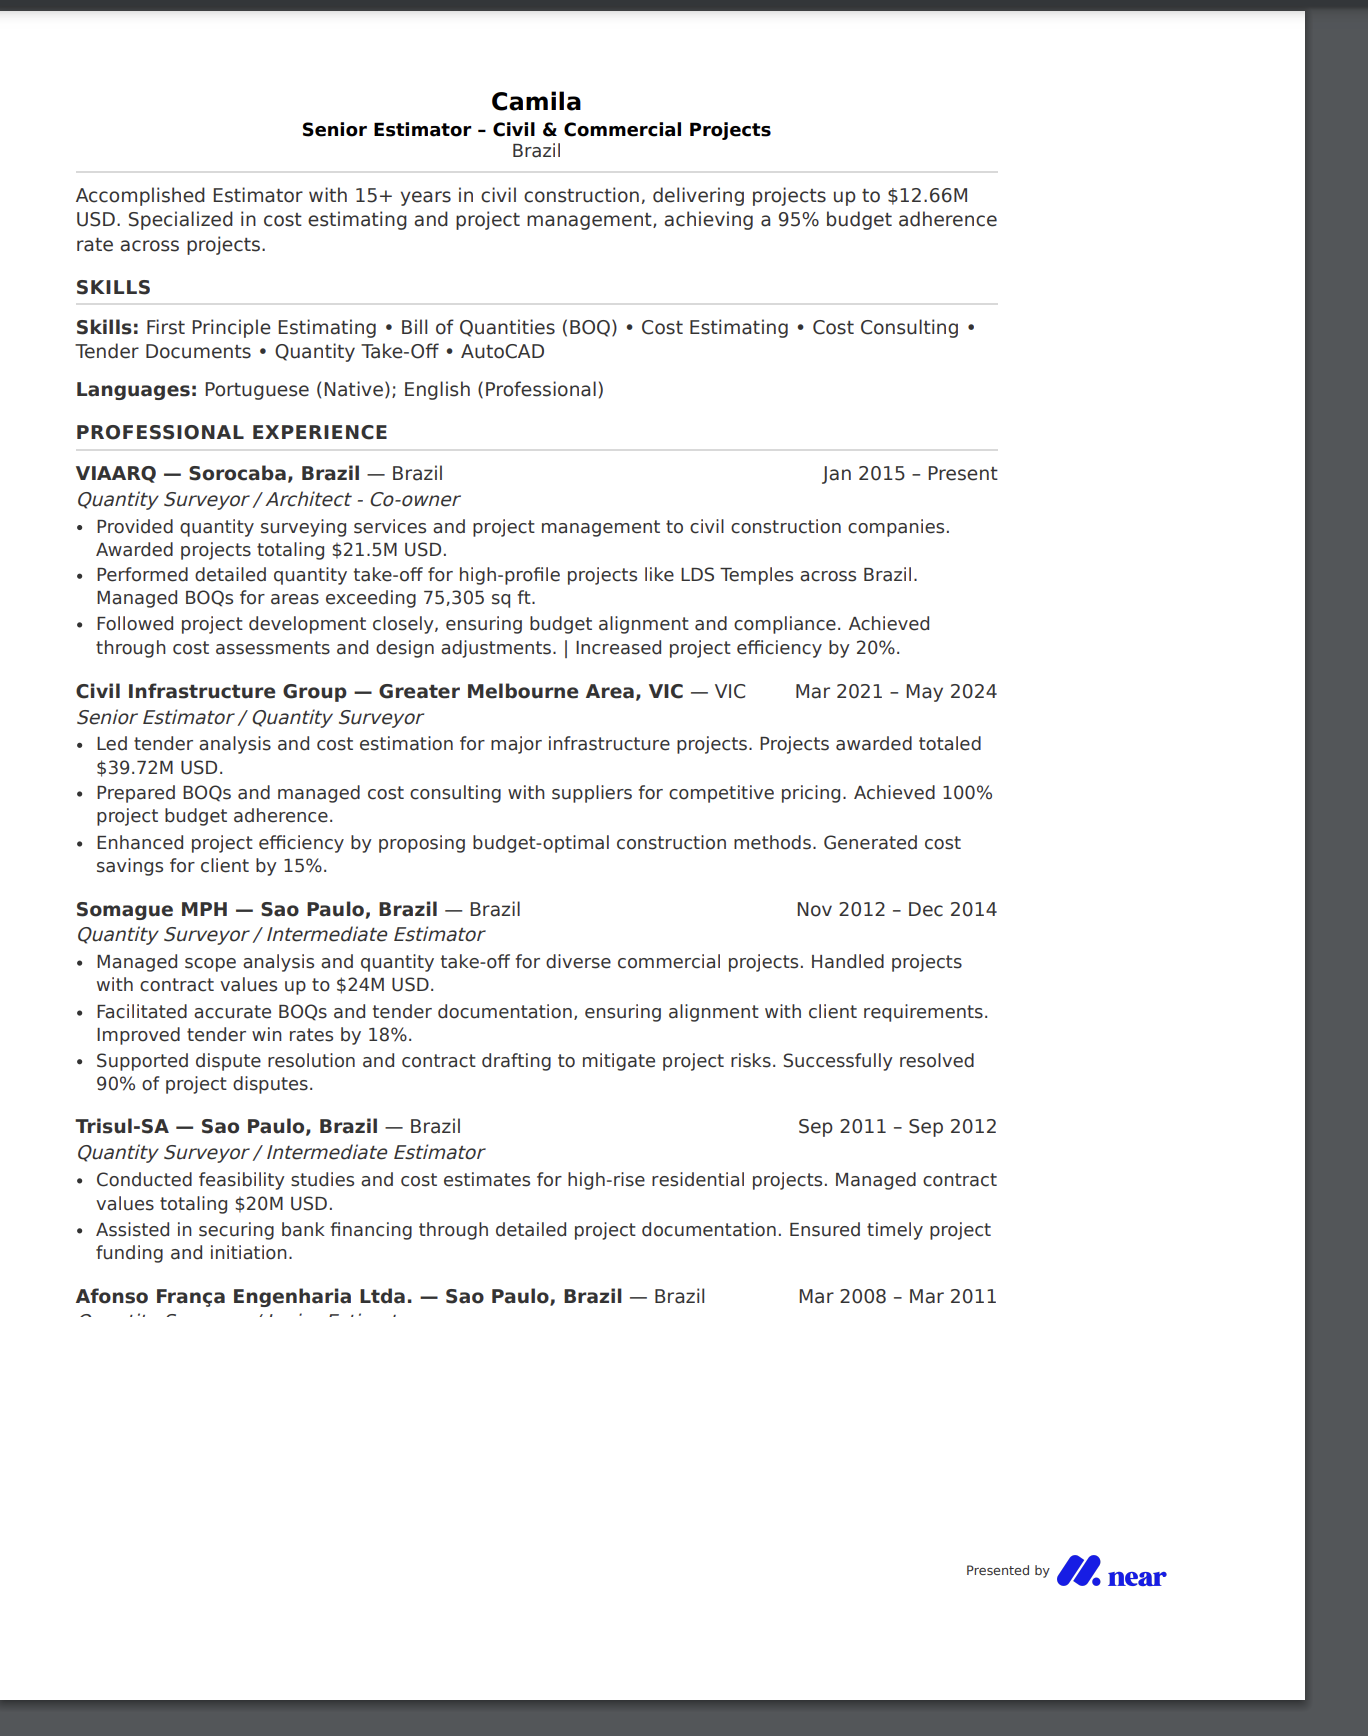 Camila
Senior Estimator – Civil & Commercial Projects
Brazil
Accomplished Estimator with 15+ years in civil construction, delivering projects up to $12.66M
USD. Specialized in cost estimating and project management, achieving a 95% budget adherence
rate across projects.
SKILLS
Skills: First Principle Estimating • Bill of Quantities (BOQ) • Cost Estimating • Cost Consulting •
Tender Documents • Quantity Take-Off • AutoCAD
Languages: Portuguese (Native); English (Professional)
PROFESSIONAL EXPERIENCE
VIAARQ — Sorocaba, Brazil — Brazil Jan 2015 – Present
Quantity Surveyor / Architect - Co-owner
• Provided quantity surveying services and project management to civil construction companies.
Awarded projects totaling $21.5M USD.
• Performed detailed quantity take-off for high-profile projects like LDS Temples across Brazil.
Managed BOQs for areas exceeding 75,305 sq ft.
• Followed project development closely, ensuring budget alignment and compliance. Achieved
through cost assessments and design adjustments. | Increased project efficiency by 20%.
Civil Infrastructure Group — Greater Melbourne Area, VIC — VIC Mar 2021 – May 2024
Senior Estimator / Quantity Surveyor
• Led tender analysis and cost estimation for major infrastructure projects. Projects awarded totaled
$39.72M USD.
• Prepared BOQs and managed cost consulting with suppliers for competitive pricing. Achieved 100%
project budget adherence.
• Enhanced project efficiency by proposing budget-optimal construction methods. Generated cost
savings for client by 15%.
Somague MPH — Sao Paulo, Brazil — Brazil Nov 2012 – Dec 2014
Quantity Surveyor / Intermediate Estimator
• Managed scope analysis and quantity take-off for diverse commercial projects. Handled projects
with contract values up to $24M USD.
• Facilitated accurate BOQs and tender documentation, ensuring alignment with client requirements.
Improved tender win rates by 18%.
• Supported dispute resolution and contract drafting to mitigate project risks. Successfully resolved
90% of project disputes.
Trisul-SA — Sao Paulo, Brazil — Brazil Sep 2011 – Sep 2012
Quantity Surveyor / Intermediate Estimator
• Conducted feasibility studies and cost estimates for high-rise residential projects. Managed contract
values totaling $20M USD.
• Assisted in securing bank financing through detailed project documentation. Ensured timely project
funding and initiation.
Afonso França Engenharia Ltda. — Sao Paulo, Brazil — Brazil Mar 2008 – Mar 2011
Presented by near